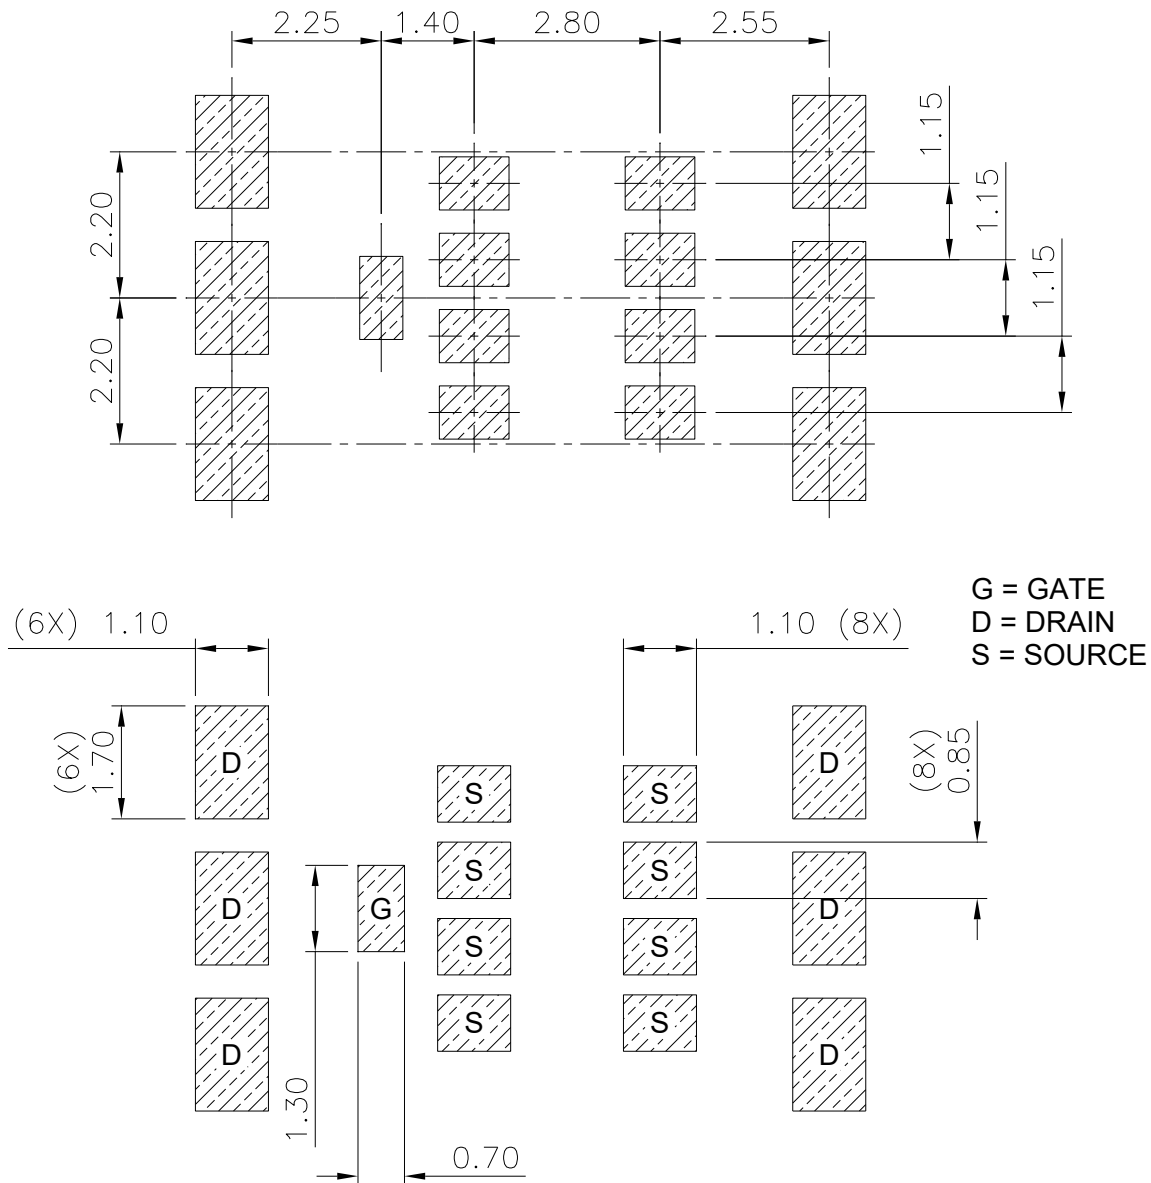 2.25 1.40 2.80 2.55
1.15
1.15
1.15
2.20
2.20
G = GATE
D = DRAIN
S = SOURCE
(6X) 1.10
1.10 (8X)
(6X)
1.70
(8X)
0.85
D
D
S
S
S
S
D
G
D
S
S
S
S
D
D
1.30
0.70